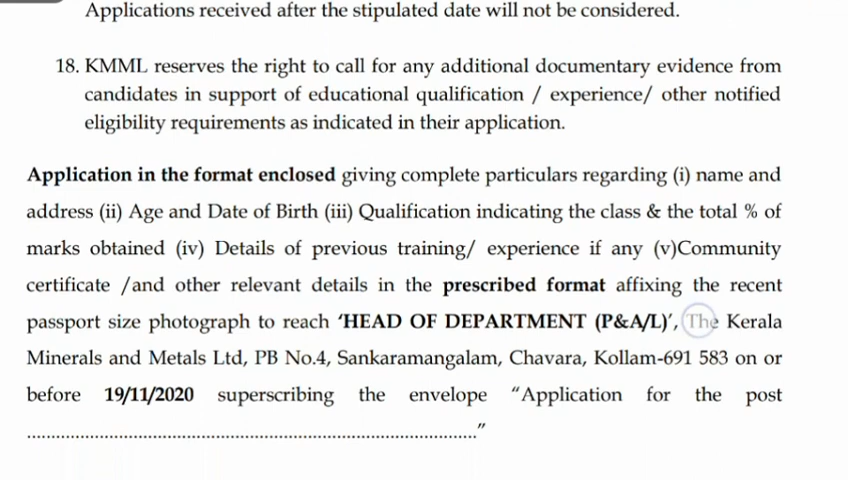 Applications received after the stipulated date will not be considered.
18. KMML reserves the right to call for any additional documentary evidence from
candidates in support of educational qualification / experience/ other notified
eligibility requirements as indicated in their application.
Application in the format enclosed giving complete particulars regarding (i) name and
address (ii) Age and Date of Birth (iii) Qualification indicating the class & the total % of
marks obtained (iv) Details of previous training/ experience if any (v)Community
certificate /and other relevant details in the prescribed format affixing the recent
passport size photograph to reach ‘HEAD OF DEPARTMENT (P&A/L)’, The Kerala
Minerals and Metals Ltd, PB No.4, Sankaramangalam, Chavara, Kollam-691 583 on or
before 19/11/2020 superscribing the envelope “Application for the post
............................................................................................”